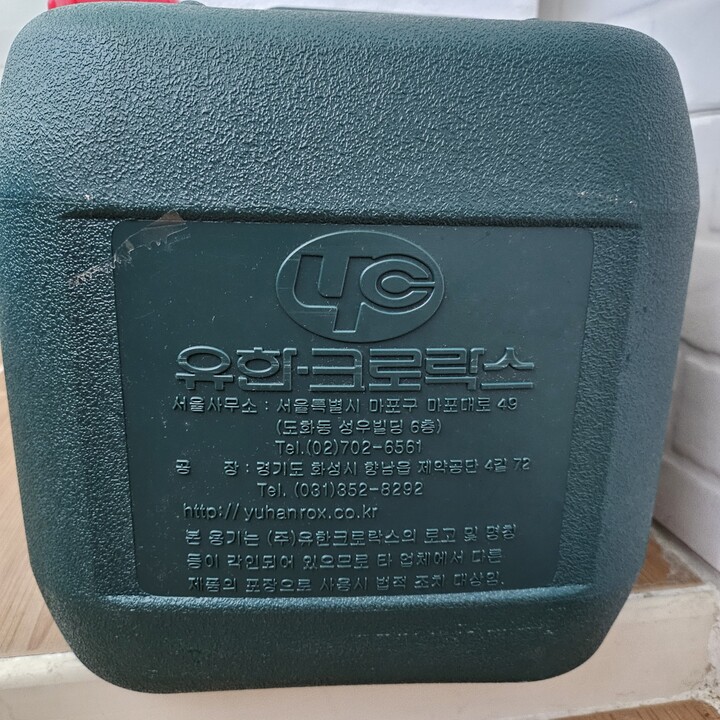 YC
유한·크로락스
서울사무소 : 서울특별시 마포구 마포대로 49
(도화동 성우빌딩 6층)
Tel.(02)702-6561
공 장 : 경기도 화성시 향남읍 제약공단 4길 72
Tel. (031)352-8292
http://yuhanrox.co.kr
본 용기는 (주)유한크로락스의 로고 및 명칭
등이 각인되어 있으므로 타 업체에서 다른
제품의 포장으로 사용시 법적 조치 대상임.